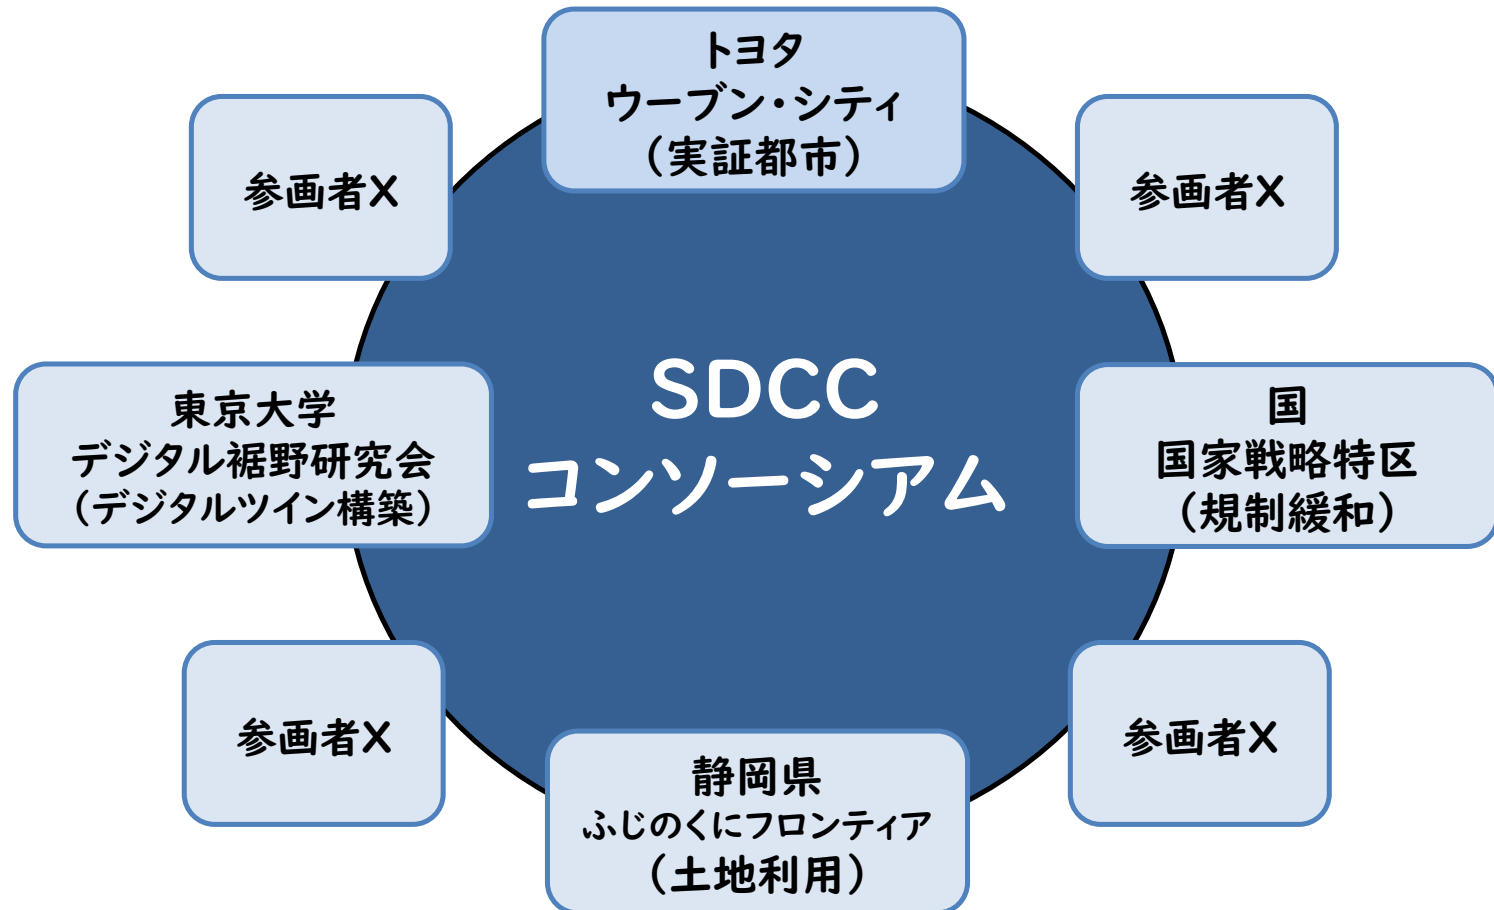 トヨタ
ウーブン・シティ
（実証都市）
参画者X
参画者X
SDCC
コンソーシアム
東京大学
デジタル裾野研究会
（デジタルツイン構築）
国
国家戦略特区
（規制緩和）
参画者X
参画者X
静岡県
ふじのくにフロンティア
（土地利用）